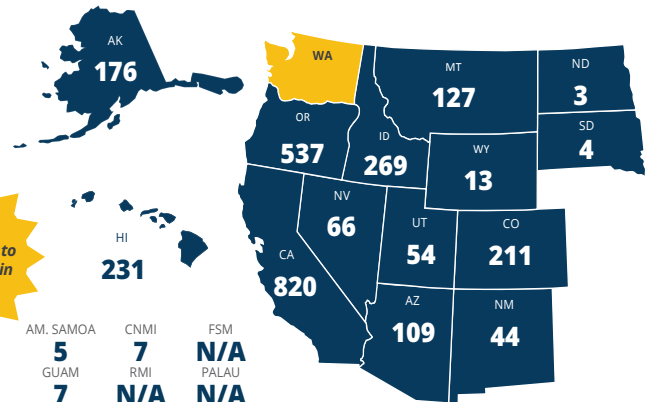 AK
176
WA
MT
127
ND
3
OR
537
ID
269
WY
13
SD
4
NV
66
UT
54
CO
211
HI
231
CA
820
AZ
109
NM
44
to
in
AM. SAMOA CNMI FSM
5 7 N/A
GUAM RMI PALAU
7 N/A N/A